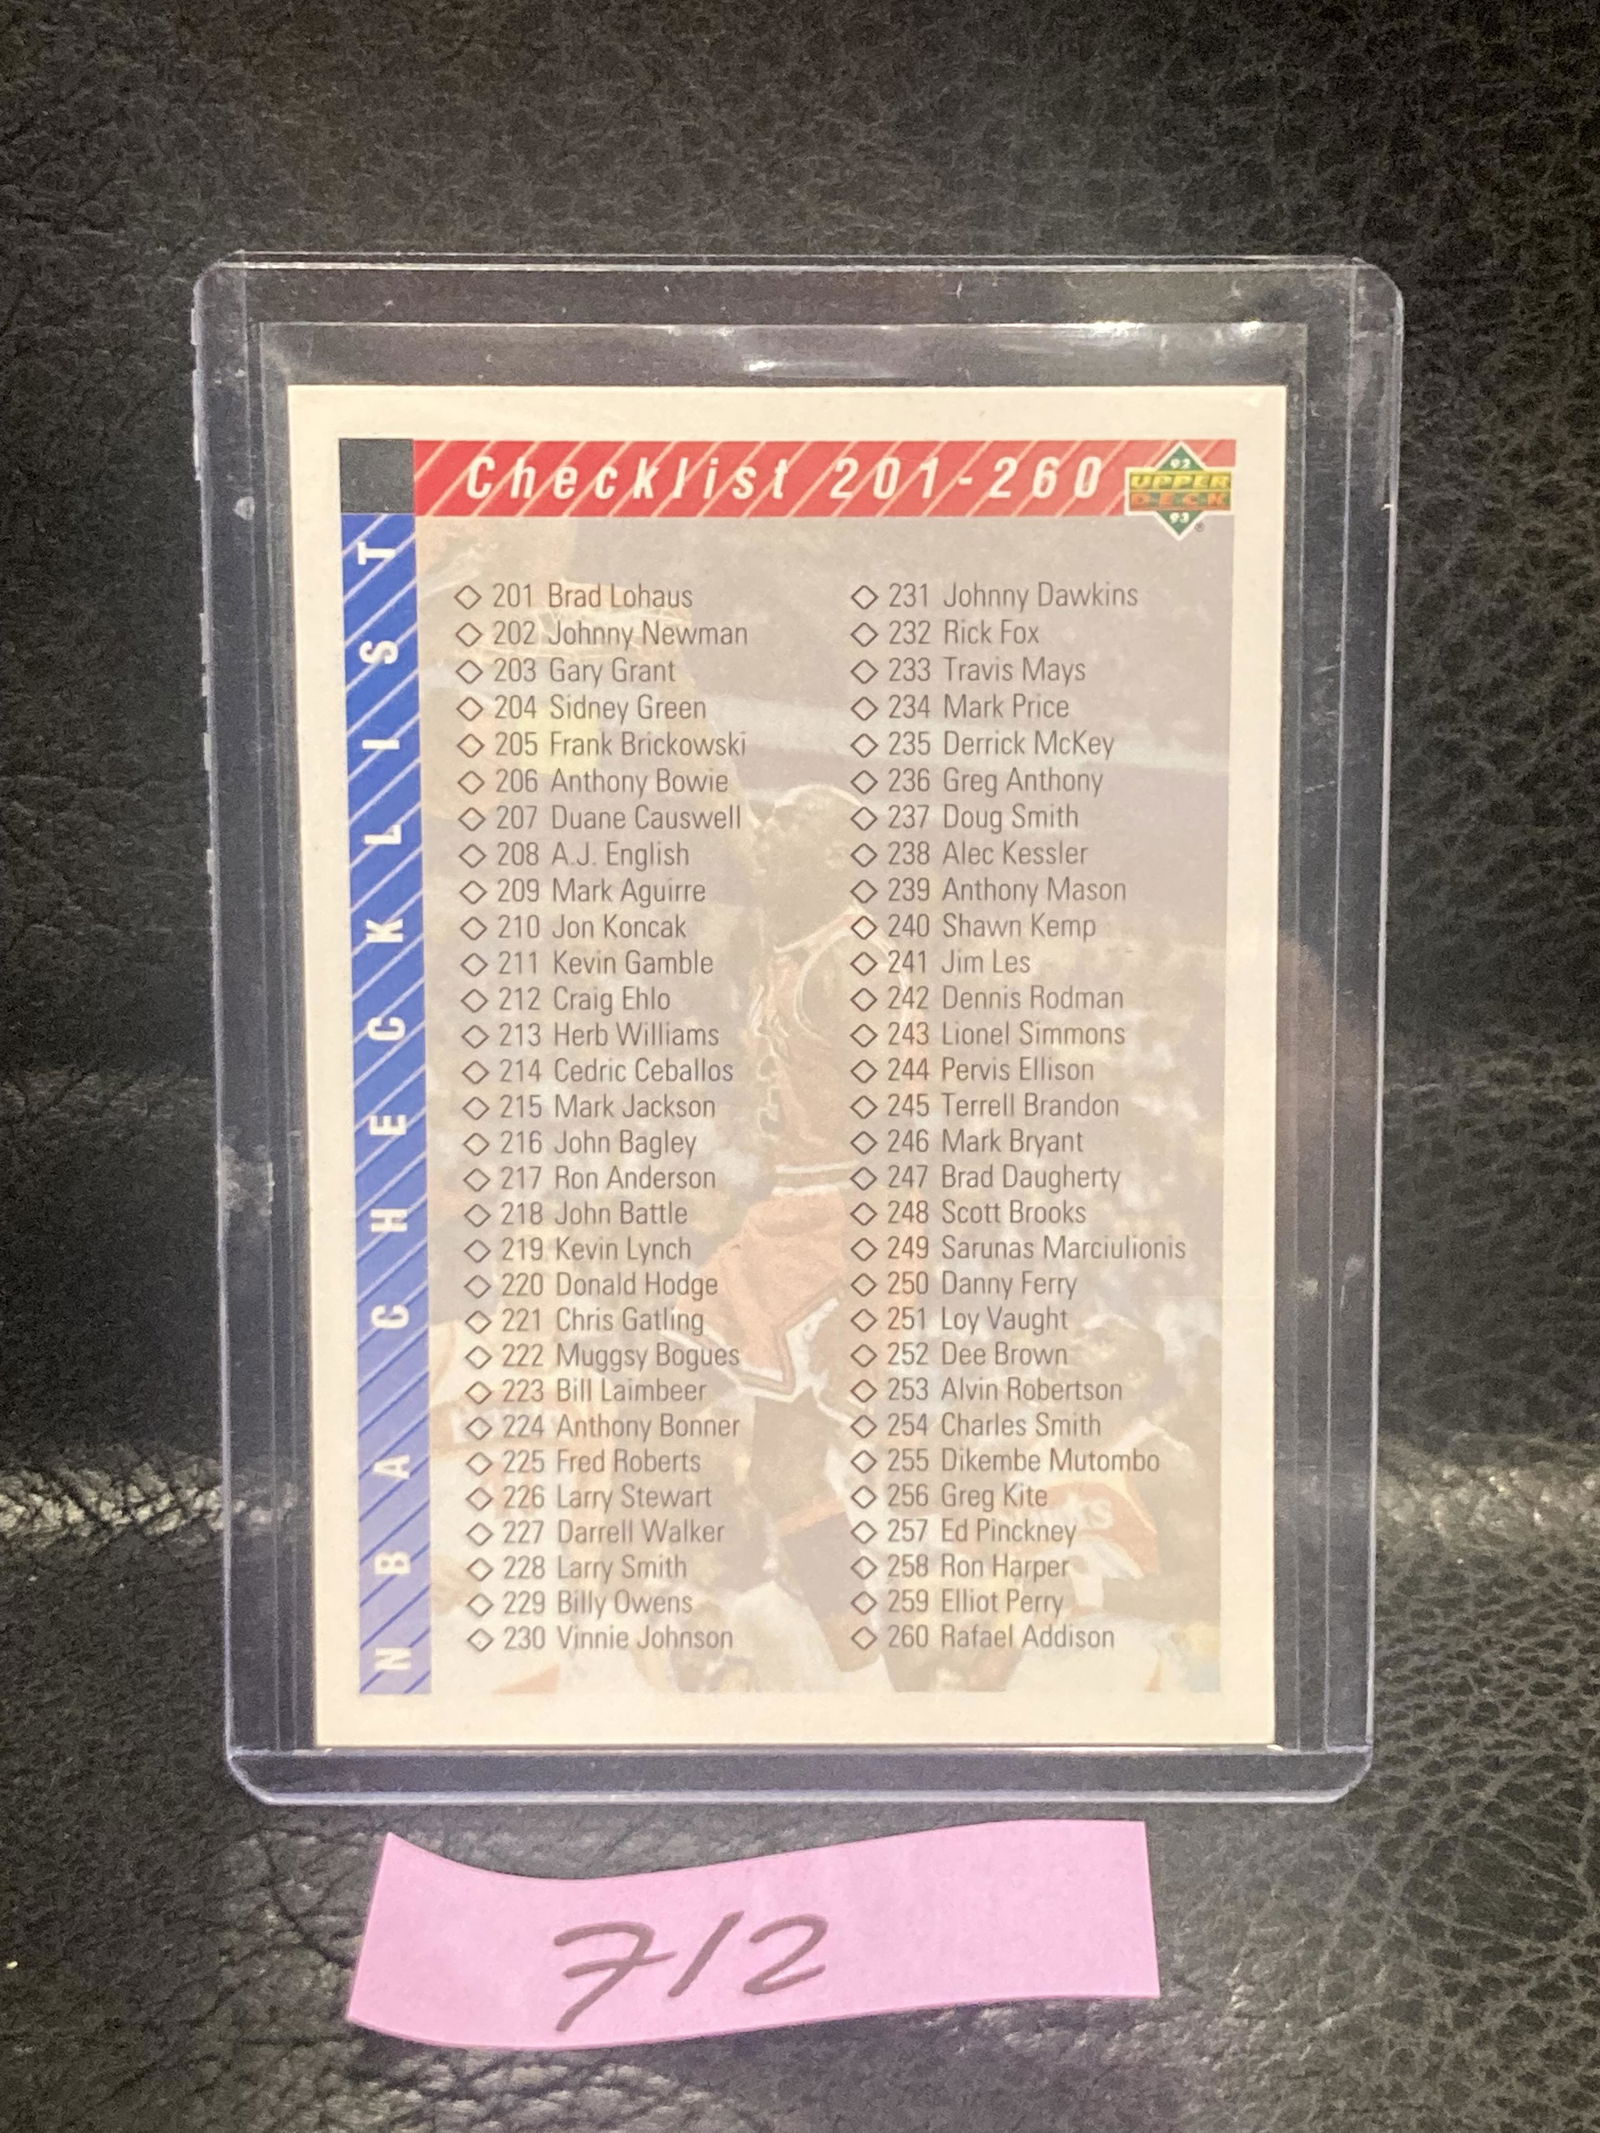 Checklist 201-260
92
UPPER
DECK
93
®
NBA CHECKLIST
201 Brad Lohaus
202 Johnny Newman
203 Gary Grant
204 Sidney Green
205 Frank Brickowski
206 Anthony Bowie
207 Duane Causwell
208 A.J. English
209 Mark Aguirre
210 Jon Koncak
211 Kevin Gamble
212 Craig Ehlo
213 Herb Williams
214 Cedric Ceballos
215 Mark Jackson
216 John Bagley
217 Ron Anderson
218 John Battle
219 Kevin Lynch
220 Donald Hodge
221 Chris Gatling
222 Muggsy Bogues
223 Bill Laimbeer
224 Anthony Bonner
225 Fred Roberts
226 Larry Stewart
227 Darrell Walker
228 Larry Smith
229 Billy Owens
230 Vinnie Johnson
231 Johnny Dawkins
232 Rick Fox
233 Travis Mays
234 Mark Price
235 Derrick McKey
236 Greg Anthony
237 Doug Smith
238 Alec Kessler
239 Anthony Mason
240 Shawn Kemp
241 Jim Les
242 Dennis Rodman
243 Lionel Simmons
244 Pervis Ellison
245 Terrell Brandon
246 Mark Bryant
247 Brad Daugherty
248 Scott Brooks
249 Sarunas Marciulionis
250 Danny Ferry
251 Loy Vaught
252 Dee Brown
253 Alvin Robertson
254 Charles Smith
255 Dikembe Mutombo
256 Greg Kite
257 Ed Pinckney
258 Ron Harper
259 Elliot Perry
260 Rafael Addison
712